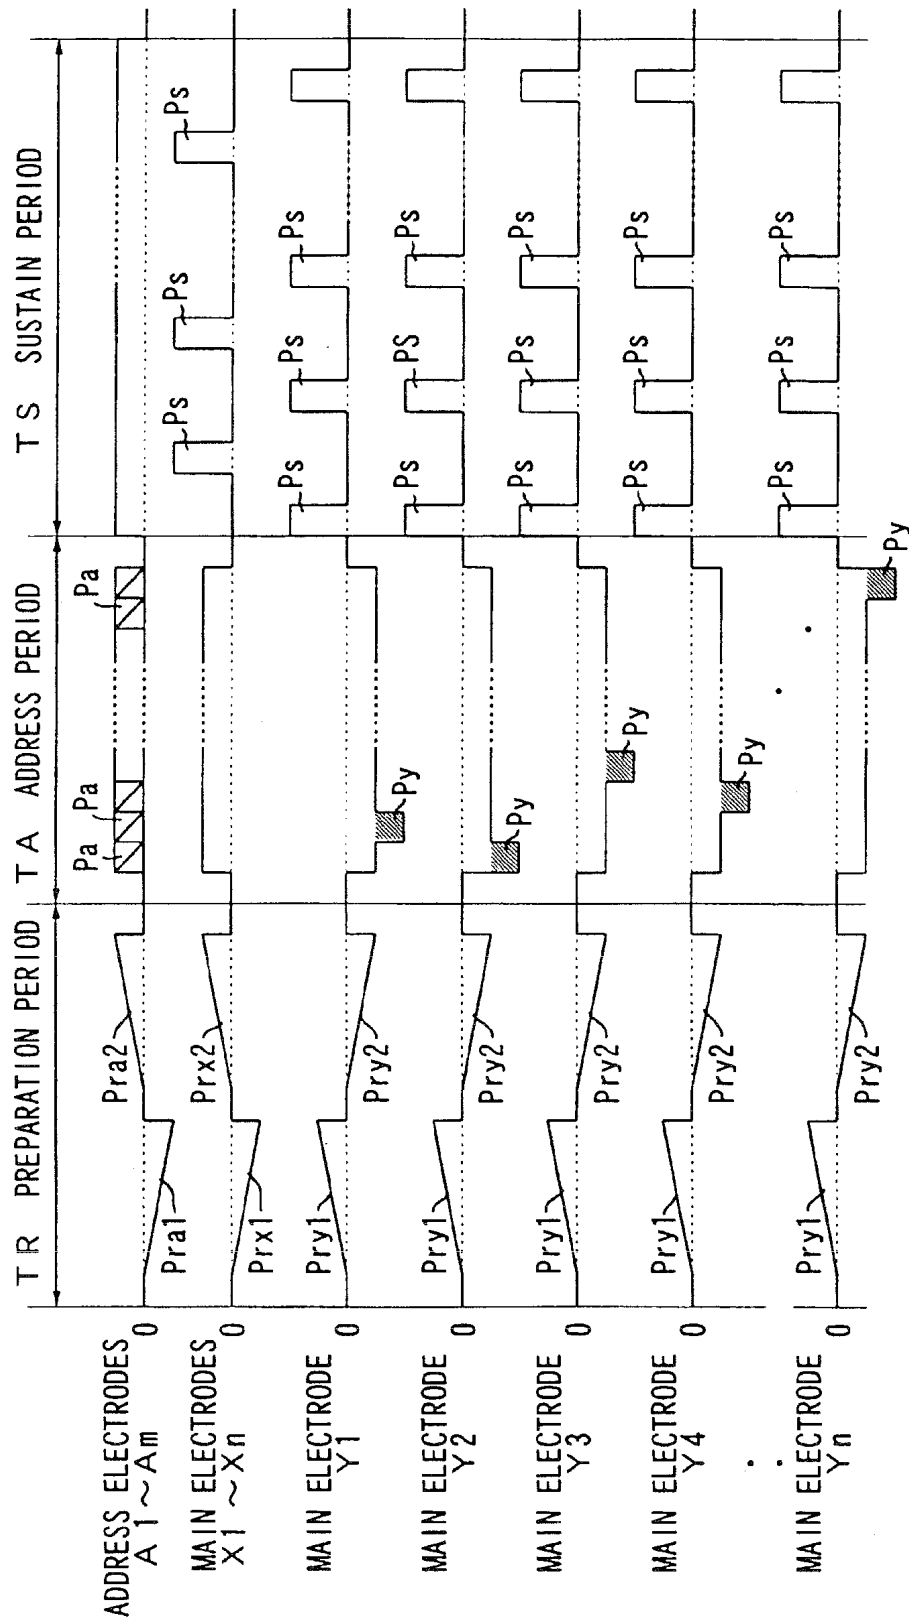 TR PREPARATION PERIOD
TA ADDRESS PERIOD
TS SUSTAIN PERIOD
ADDRESS ELECTRODES
A1~Am
0
Pra1
Pra2
Pa
Pa
Pa
MAIN ELECTRODES
X1~Xn
0
Prx1
Prx2
Ps
Ps
Ps
MAIN ELECTRODE
Y1
0
Pry1
Pry2
Py
Ps
Ps
Ps
MAIN ELECTRODE
Y2
0
Pry1
Pry2
Py
Ps
PS
Ps
MAIN ELECTRODE
Y3
0
Pry1
Pry2
Py
Ps
Ps
Ps
MAIN ELECTRODE
Y4
0
Pry1
Pry2
Py
Ps
Ps
Ps
MAIN ELECTRODE
Yn
0
Pry1
Pry2
Py
Ps
Ps
Ps